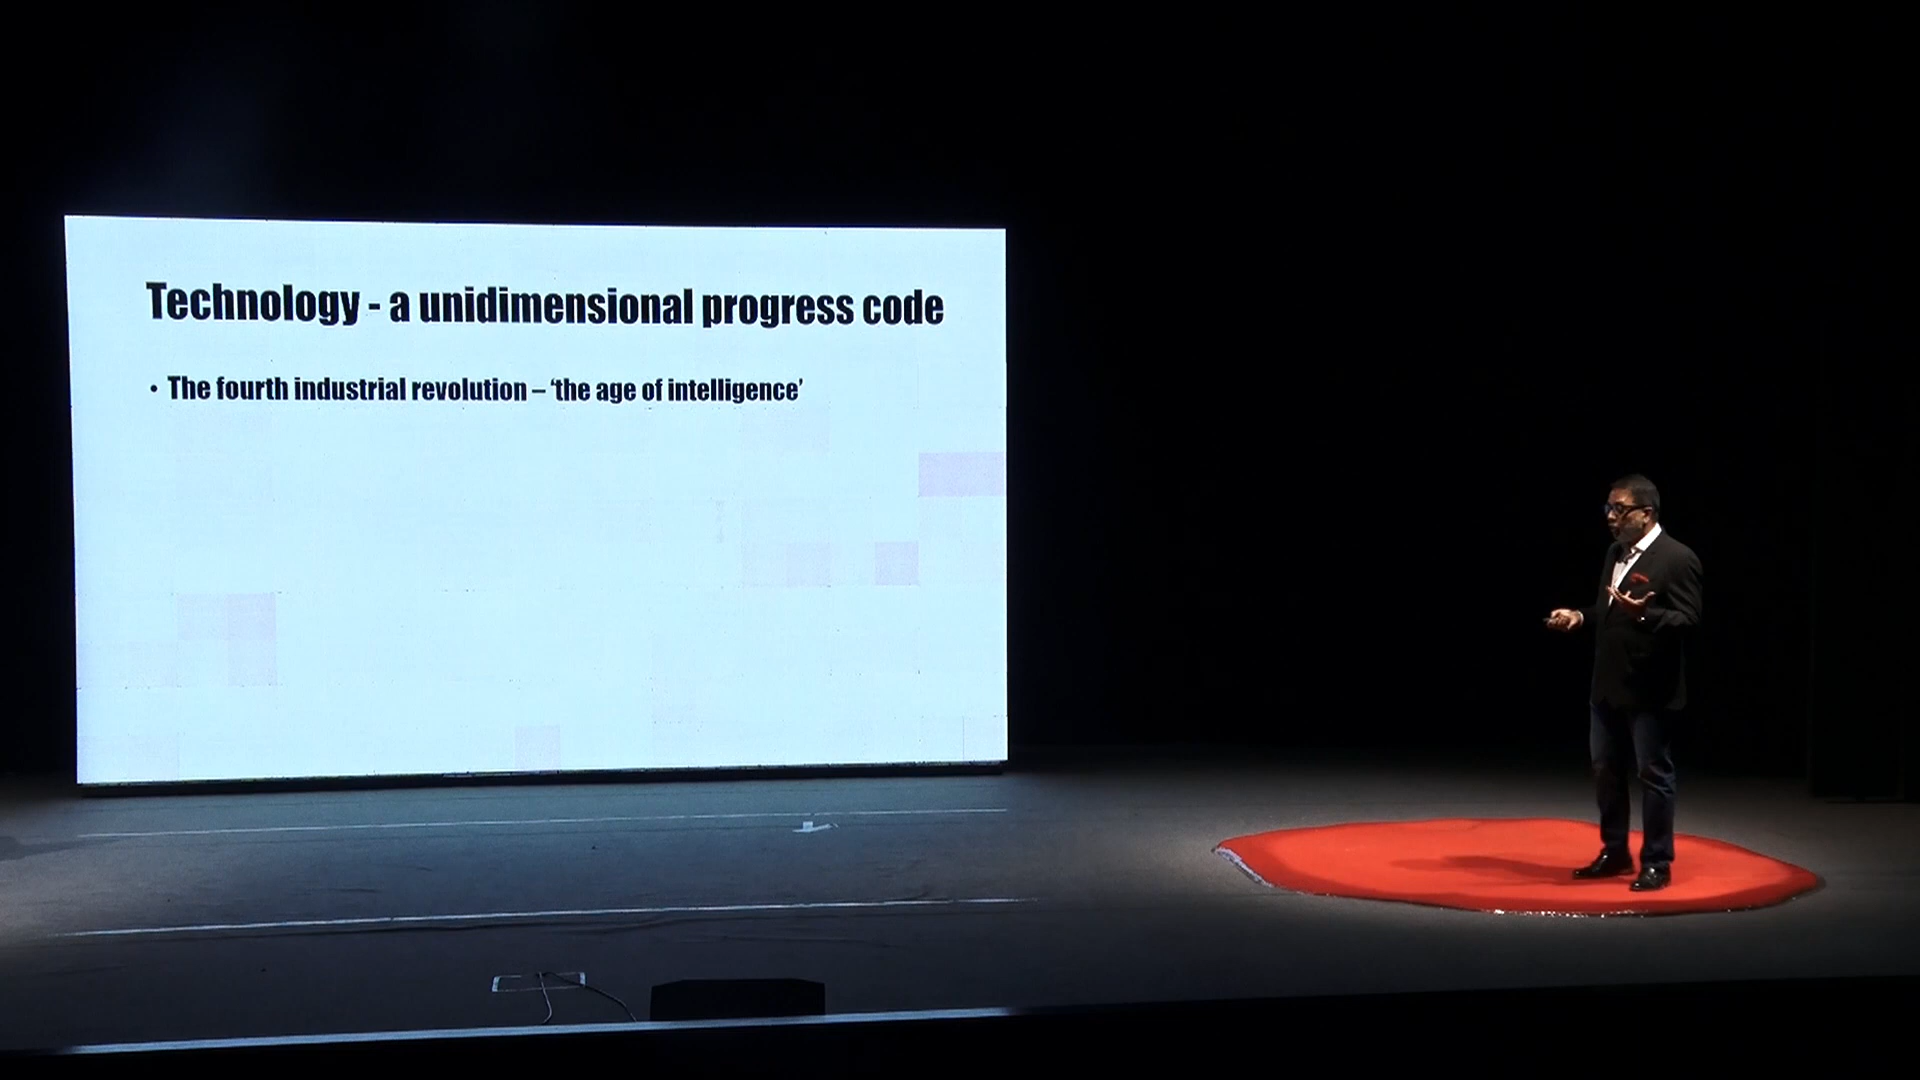 Technology - a unidimensional progress code
• The fourth industrial revolution – ‘the age of intelligence’